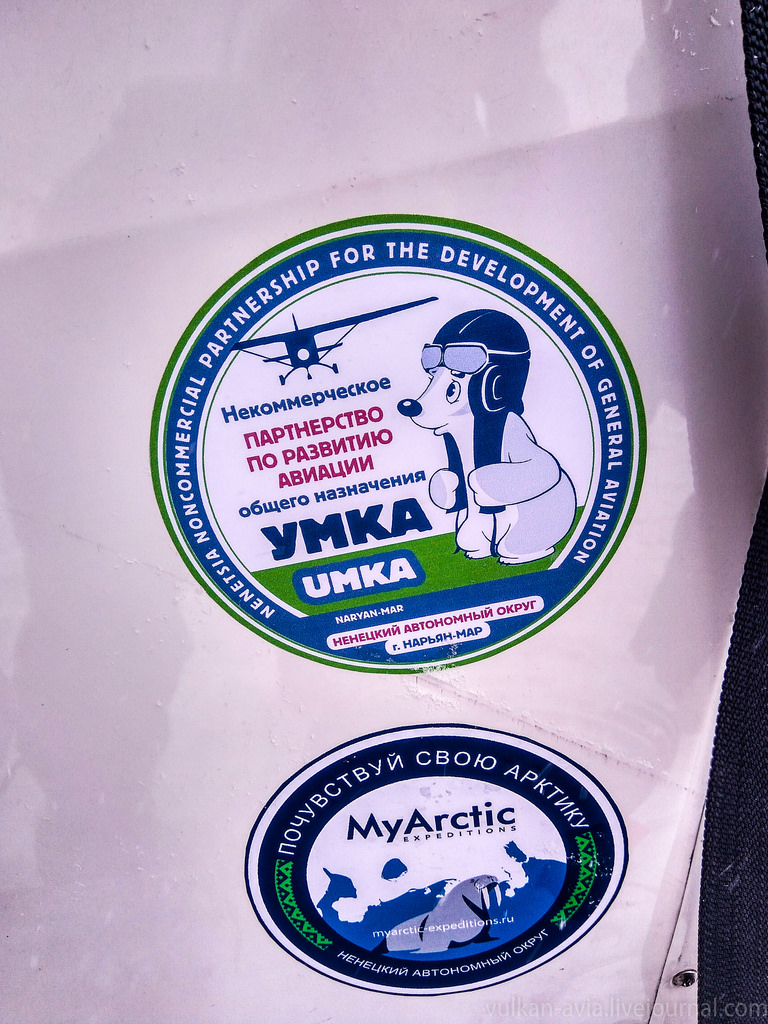 NENETSIA NONCOMMERCIAL PARTNERSHIP FOR THE DEVELOPMENT OF GENERAL AVIATION
Некоммерческое
ПАРТНЕРСТВО
ПО РАЗВИТИЮ
АВИАЦИИ
общего назначения
УМКА
UMKA
NARYAN-MAR
НЕНЕЦКИЙ АВТОНОМНЫЙ ОКРУГ
г. НАРЬЯН-МАР
ПОЧУВСТВУЙ СВОЮ АРКТИКУ
MyArctic
EXPEDITIONS
myarctic-expeditions.ru
НЕНЕЦКИЙ АВТОНОМНЫЙ ОКРУГ
vulkan-avia.livejournal.com